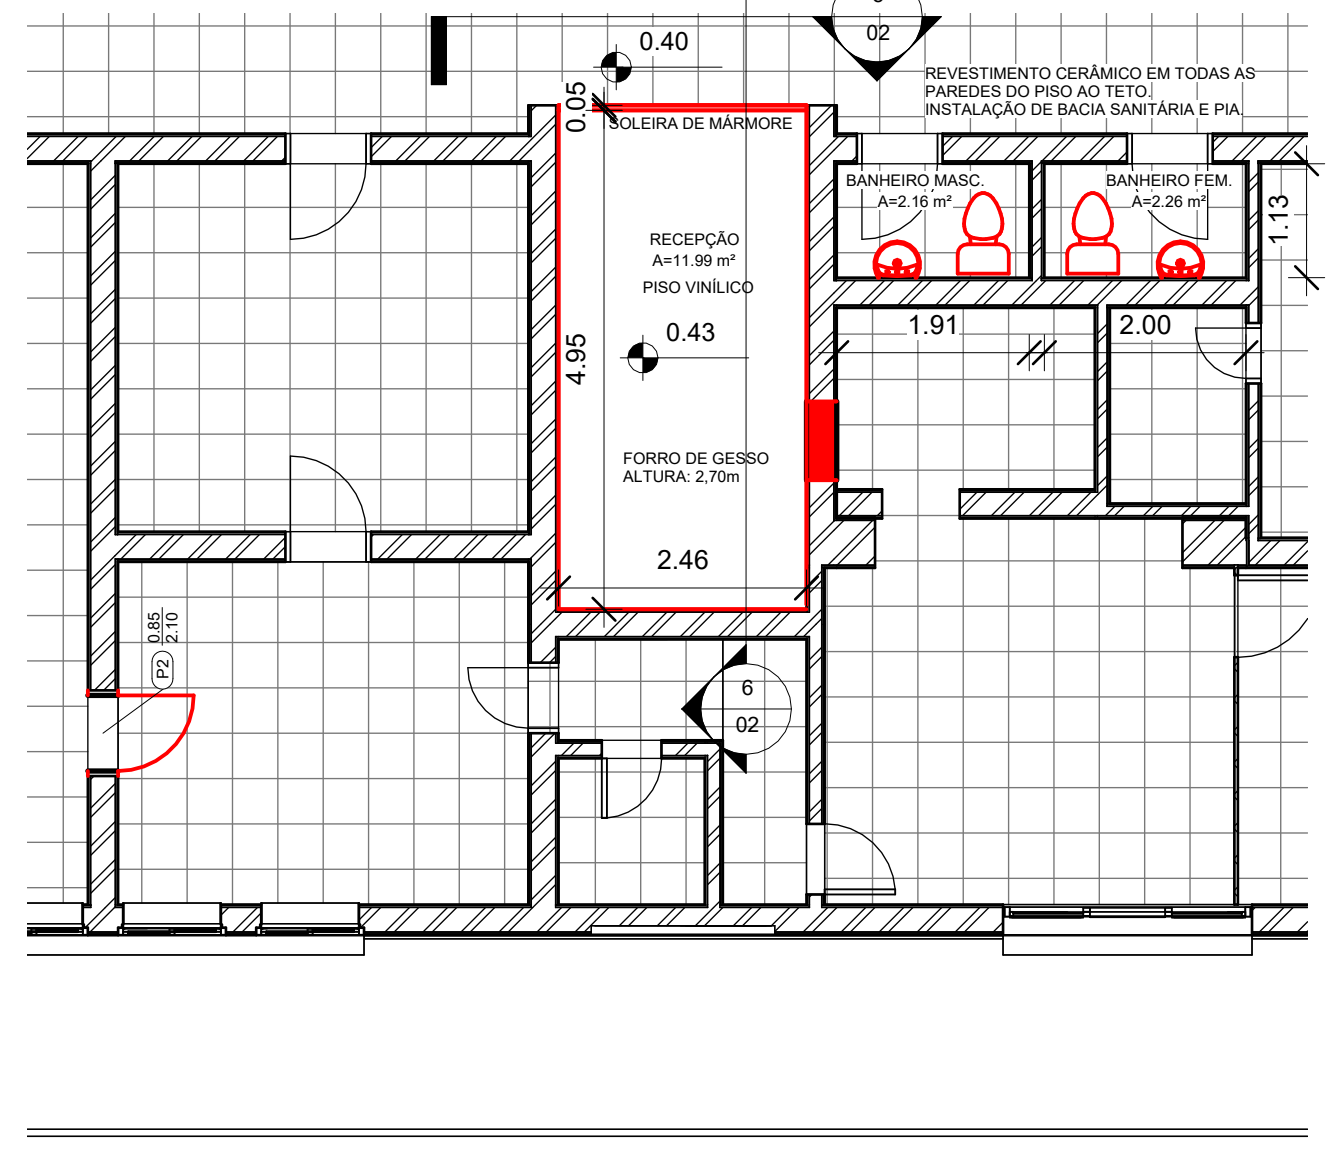 02
0.40
REVESTIMENTO CERÂMICO EM TODAS AS
PAREDES DO PISO AO TETO.
INSTALAÇÃO DE BACIA SANITÁRIA E PIA.
0.05
SOLEIRA DE MÁRMORE
BANHEIRO MASC.
A=2.16 m²
BANHEIRO FEM.
A=2.26 m²
1.13
RECEPÇÃO
A=11.99 m²
PISO VINÍLICO
0.43
4.95
1.91
2.00
FORRO DE GESSO
ALTURA: 2,70m
2.46
0.85
2.10
P2
6
02